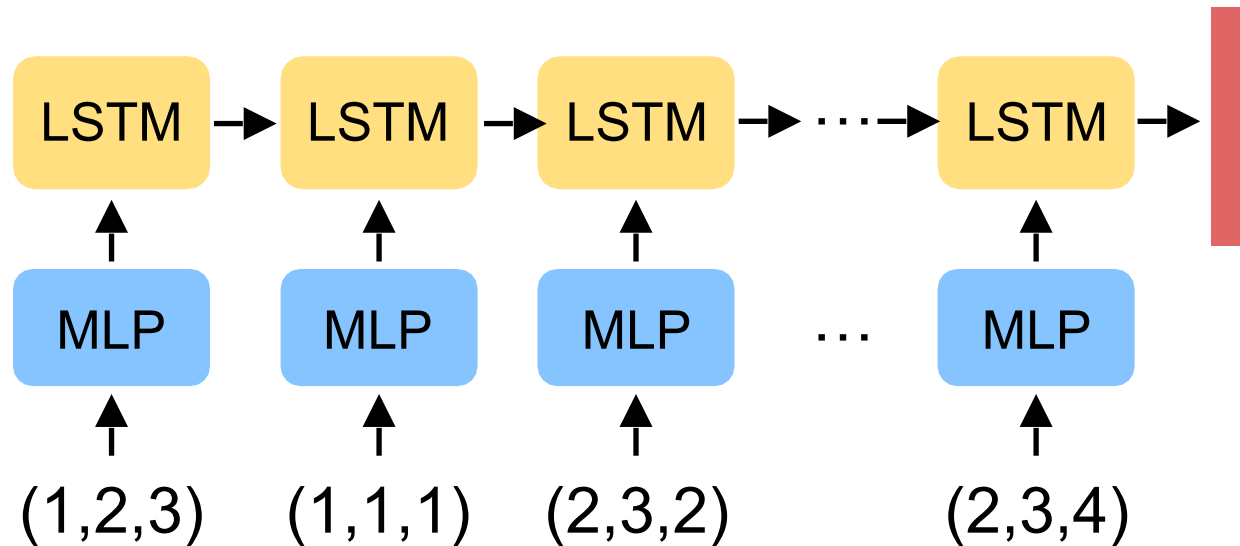 LSTM LSTM LSTM ... LSTM
MLP MLP MLP ... MLP
(1,2,3) (1,1,1) (2,3,2) (2,3,4)